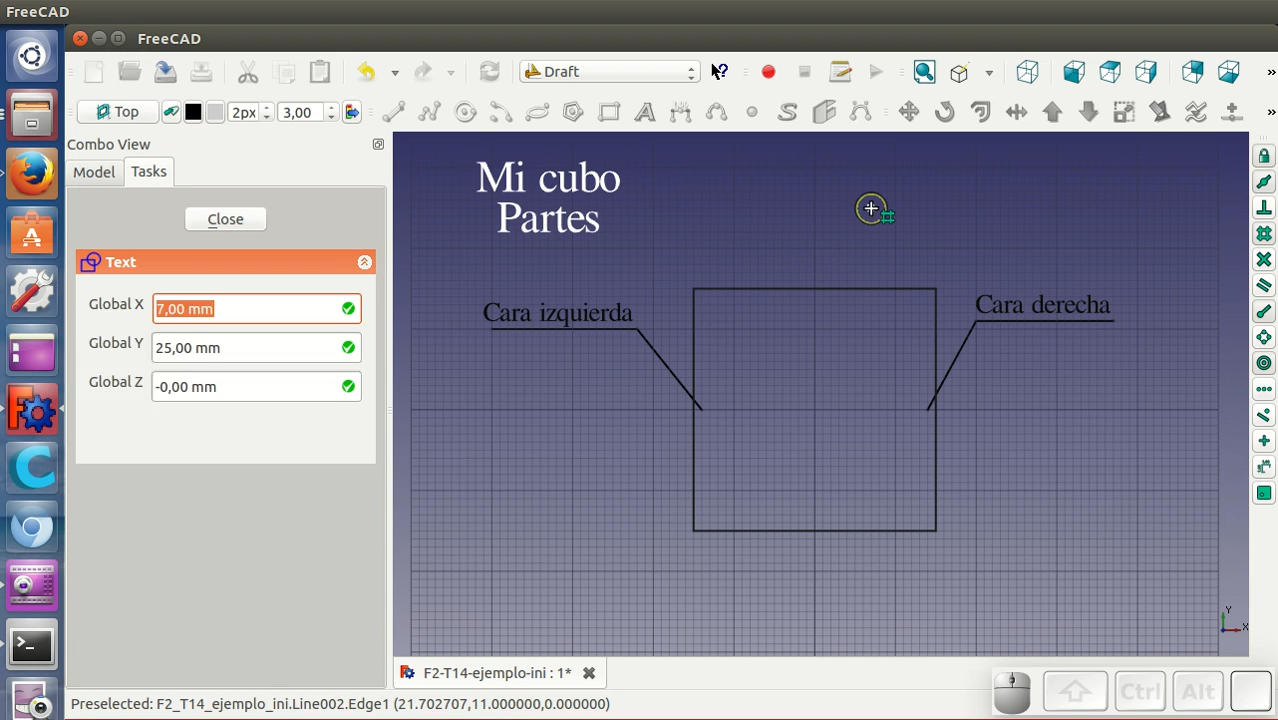 FreeCAD
FreeCAD
Draft
Top
2px
3,00
A
S
»
»
Combo View
Model
Tasks
Close
Text
Global X
7,00 mm
Global Y
25,00 mm
Global Z
-0,00 mm
Mi cubo
Partes
Cara izquierda
Cara derecha
Y
X
F2-T14-ejemplo-ini : 1*
Ctrl
Alt
Preselected: F2_T14_ejemplo_ini.Line002.Edge1 (21.702707,11.000000,0.000000)